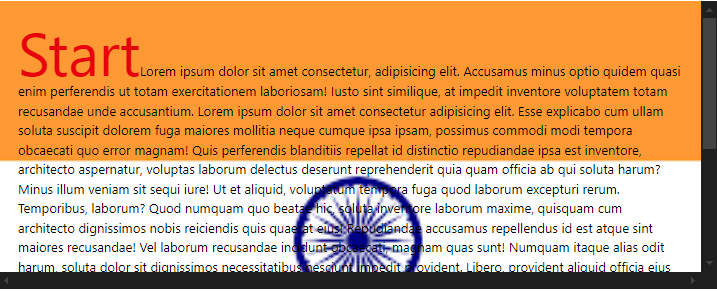 Start Lorem ipsum dolor sit amet consectetur, adipisicing elit. Accusamus minus optio quidem quasi
enim perferendis ut totam exercitationem laboriosam! Iusto sint similique, at impedit inventore voluptatem totam
recusandae unde accusantium. Lorem ipsum dolor sit amet consectetur adipisicing elit. Esse explicabo cum ullam
soluta suscipit dolorem fuga maiores mollitia neque cumque ipsa ipsam, possimus commodi modi tempora
obcaecati quo error magnam! Quis perferendis blanditiis repellat id distinctio repudiandae ipsa est inventore,
architecto aspernatur, voluptas laborum delectus deserunt reprehenderit quia quam officia ab qui soluta harum?
Minus illum veniam sit sequi iure! Ut et aliquid, voluptatum tempora fuga quod laborum excepturi rerum.
Temporibus, laborum? Quod numquam quo beatae hic, soluta inventore laborum maxime, quisquam cum
architecto dignissimos nobis reiciendis quis quaerat eius! Repudiandae accusamus repellendus id est atque sint
maiores recusandae! Vel laborum recusandae incidunt obcaecati, magnam quas sunt! Numquam itaque alias odit
harum, soluta dolor sit dignissimos necessitatibus nesciunt impedit provident. Libero, provident aliquid officia eius